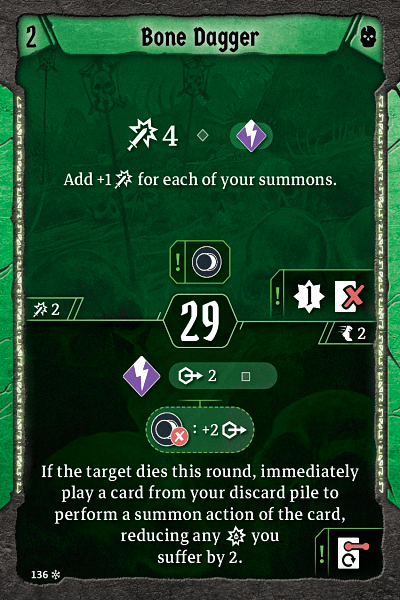 2
Bone Dagger
4
Add +1 for each of your summons.
!
! 1
2
29
2
2
: +2
If the target dies this round, immediately
play a card from your discard pile to
perform a summon action of the card,
reducing any you
suffer by 2.
!
136